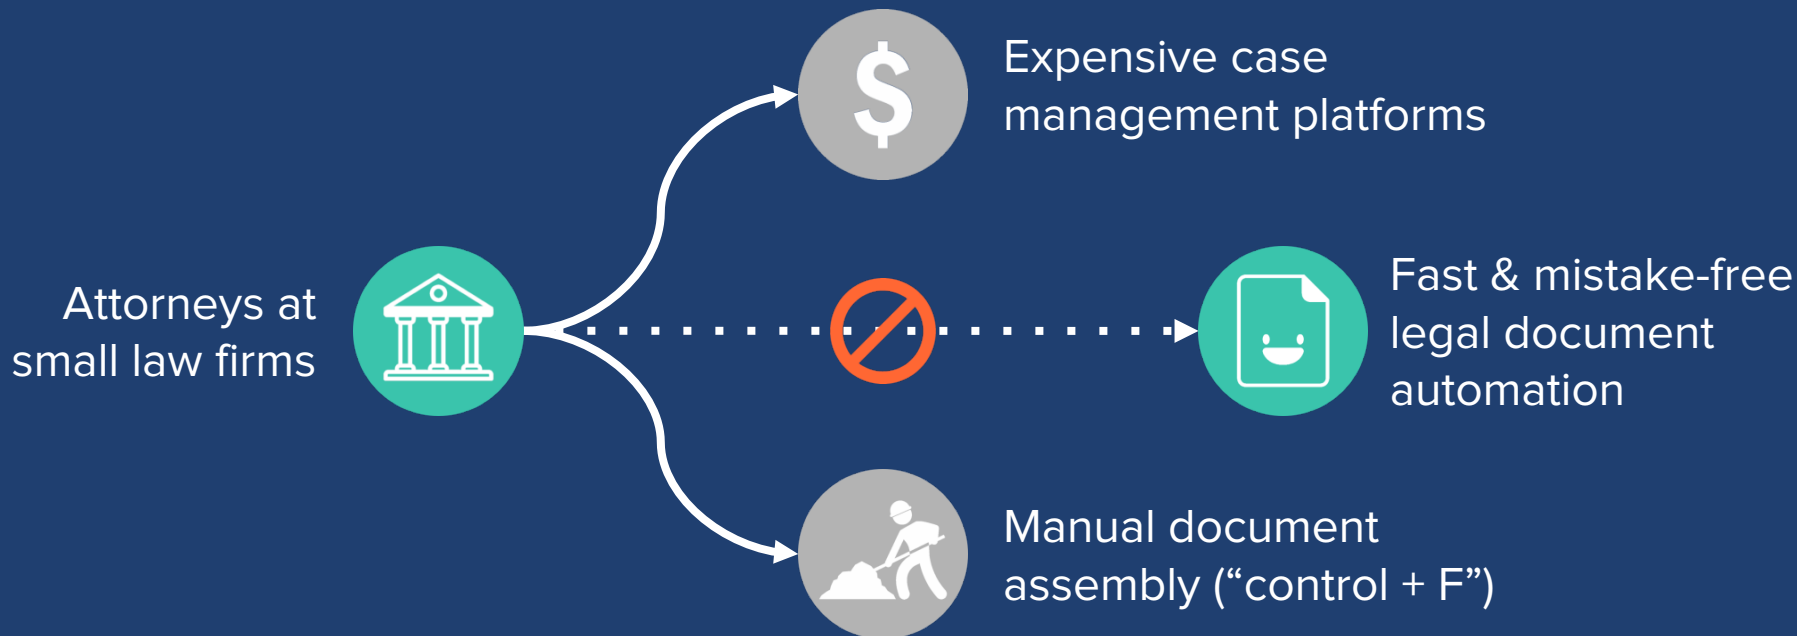 Expensive case
management platforms
Attorneys at
small law firms
Fast & mistake-free
legal document
automation
Manual document
assembly (“control + F”)